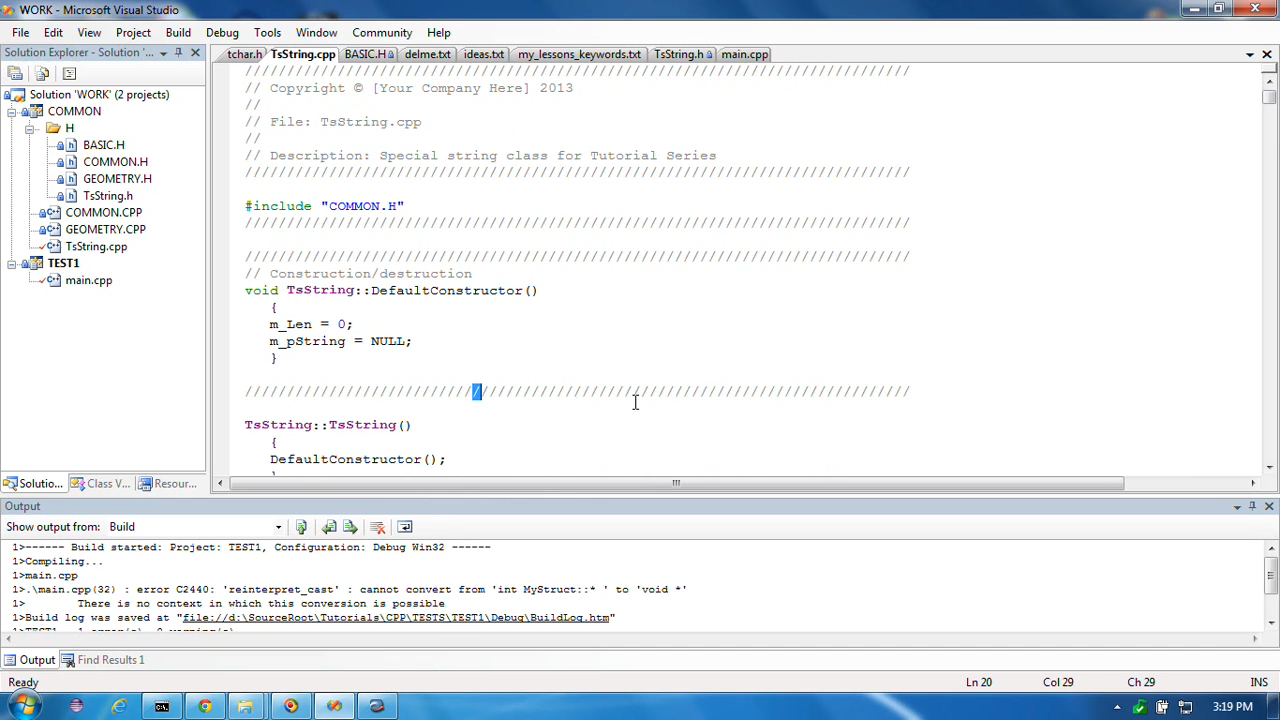 WORK - Microsoft Visual Studio
File Edit View Project Build Debug Tools Window Community Help
Solution Explorer - Solution '...
tchar.h TsString.cpp BASIC.H delme.txt ideas.txt my_lessons_keywords.txt TsString.h main.cpp
Solution 'WORK' (2 projects)
COMMON
H
BASIC.H
COMMON.H
GEOMETRY.H
TsString.h
COMMON.CPP
GEOMETRY.CPP
TsString.cpp
TEST1
main.cpp
Solutio... Class V... Resour...
///////////////////////////////////////////////////////////////////////////////
// Copyright © [Your Company Here] 2013
//
// File: TsString.cpp
//
// Description: Special string class for Tutorial Series
///////////////////////////////////////////////////////////////////////////////
#include "COMMON.H"
///////////////////////////////////////////////////////////////////////////////
///////////////////////////////////////////////////////////////////////////////
// Construction/destruction
void TsString::DefaultConstructor()
{
m_Len = 0;
m_pString = NULL;
}
///////////////////////////////////////////////////////////////////////////////
TsString::TsString()
{
DefaultConstructor();
Output
Show output from: Build
1>------ Build started: Project: TEST1, Configuration: Debug Win32 ------
1>Compiling...
1>main.cpp
1>.\main.cpp(32) : error C2440: 'reinterpret_cast' : cannot convert from 'int MyStruct::* ' to 'void *'
1> There is no context in which this conversion is possible
1>Build log was saved at "file://d:\SourceRoot\Tutorials\CPP\TESTS\TEST1\Debug\BuildLog.htm"
1>TEST1 - 1 error(s), 0 warning(s)
Output Find Results 1
Ready Ln 20 Col 29 Ch 29 INS
3:19 PM